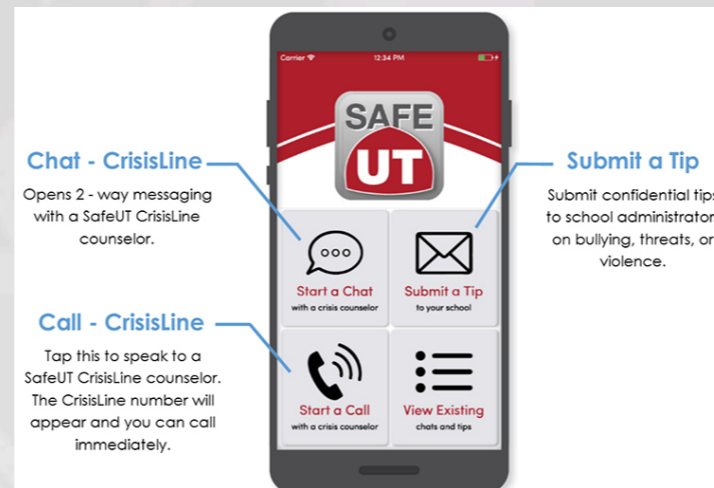 Carrier
12:34 PM
SAFE
UT
Chat - CrisisLine
Opens 2 - way messaging
with a SafeUT CrisisLine
counselor.
Call - CrisisLine
Tap this to speak to a
SafeUT CrisisLine counselor.
The CrisisLine number will
appear and you can call
immediately.
Start a Chat
with a crisis counselor
Submit a Tip
to your school
Start a Call
with a crisis counselor
View Existing
chats and tips
Submit a Tip
Submit confidential tips
to school administrator
on bullying, threats, or
violence.